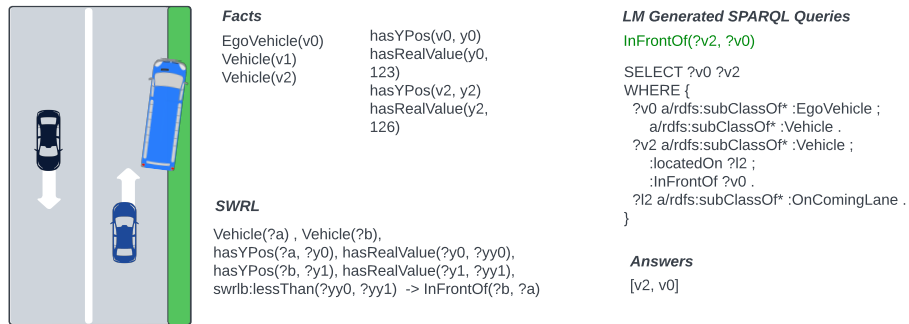 Facts
EgoVehicle(v0)
Vehicle(v1)
Vehicle(v2)
hasYPos(v0, y0)
hasRealValue(y0,
123)
hasYPos(v2, y2)
hasRealValue(y2,
126)
SWRL
Vehicle(?a) , Vehicle(?b),
hasYPos(?a, ?y0), hasRealValue(?y0, ?yy0),
hasYPos(?b, ?y1), hasRealValue(?y1, ?yy1),
swrlb:lessThan(?yy0, ?yy1)  -> InFrontOf(?b, ?a)
LM Generated SPARQL Queries
InFrontOf(?v2, ?v0)
SELECT ?v0 ?v2
WHERE {
?v0 a/rdfs:subClassOf* :EgoVehicle ;
a/rdfs:subClassOf* :Vehicle .
?v2 a/rdfs:subClassOf* :Vehicle ;
:locatedOn ?l2 ;
:InFrontOf ?v0 .
?l2 a/rdfs:subClassOf* :OnComingLane .
}
Answers
[v2, v0]